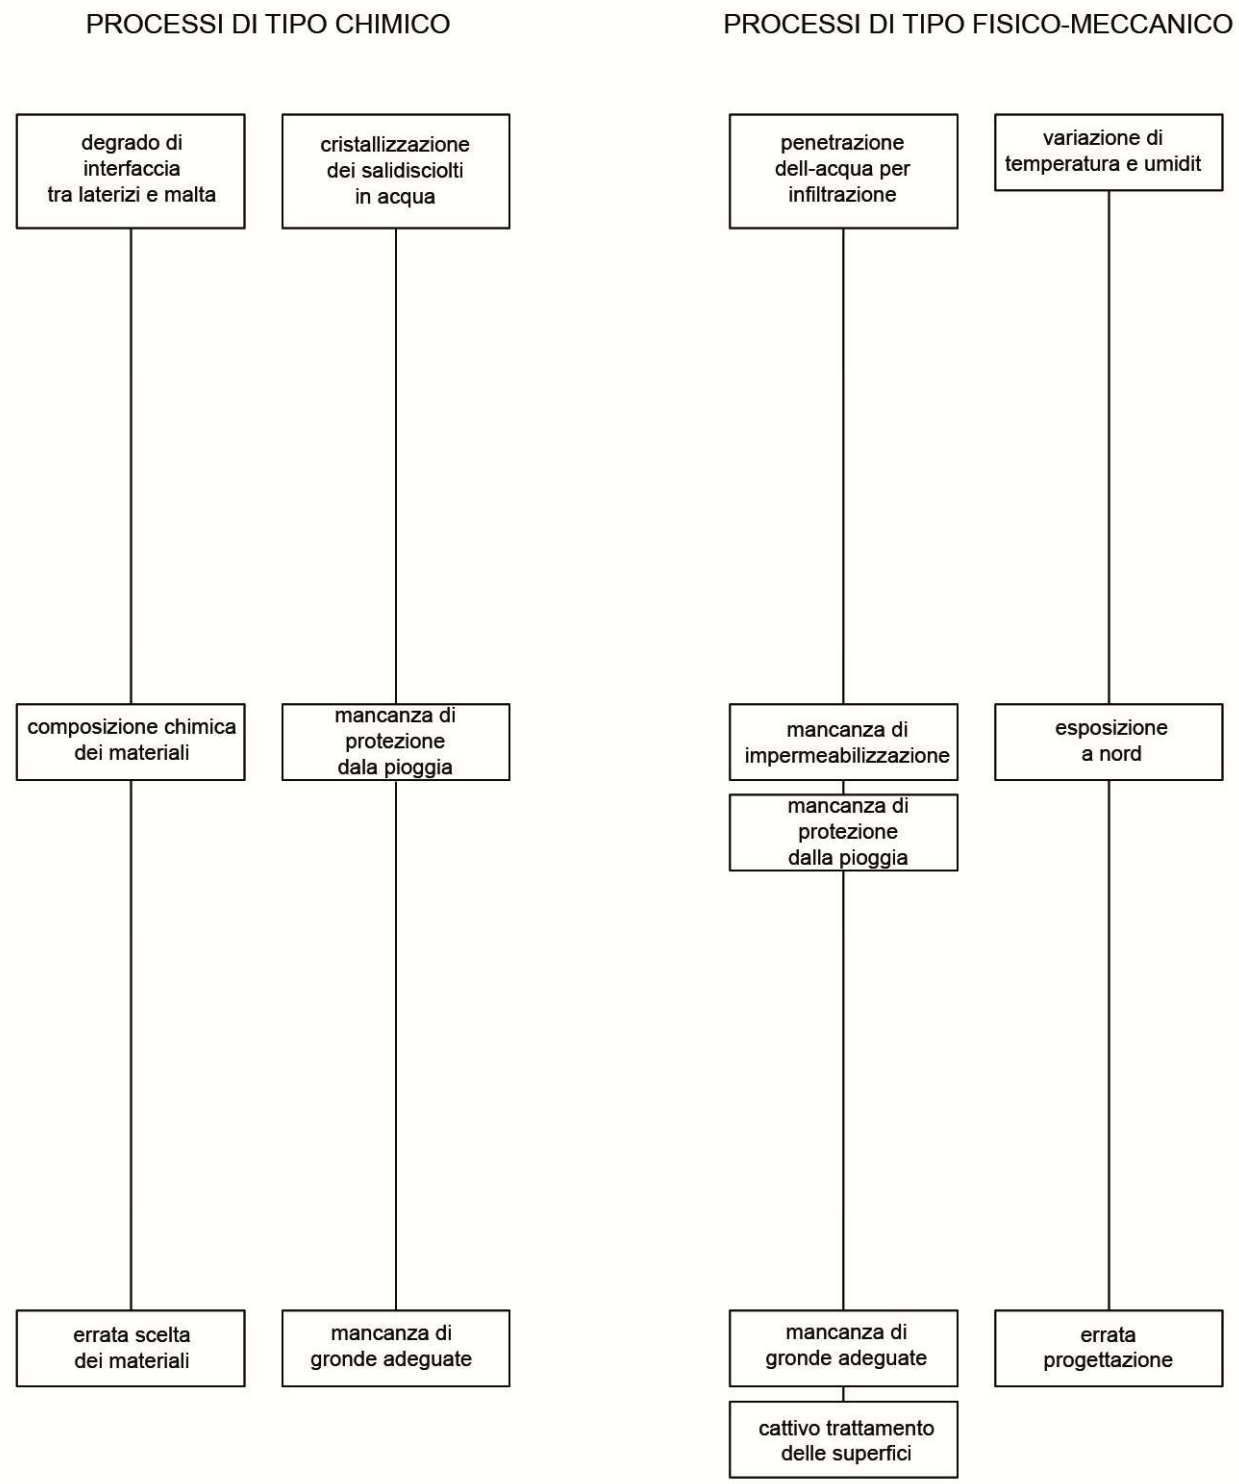 PROCESSI DI TIPO CHIMICO
PROCESSI DI TIPO FISICO-MECCANICO
degrado di
interfaccia
tra laterizi e malta
cristallizzazione
dei salidisciolti
in acqua
penetrazione
dell-acqua per
infiltrazione
variazione di
temperatura e umidit
composizione chimica
dei materiali
mancanza di
protezione
dala pioggia
mancanza di
impermeabilizzazione
esposizione
a nord
mancanza di
protezione
dalla pioggia
errata scelta
dei materiali
mancanza di
gronde adeguate
mancanza di
gronde adeguate
errata
progettazione
cattivo trattamento
delle superfici